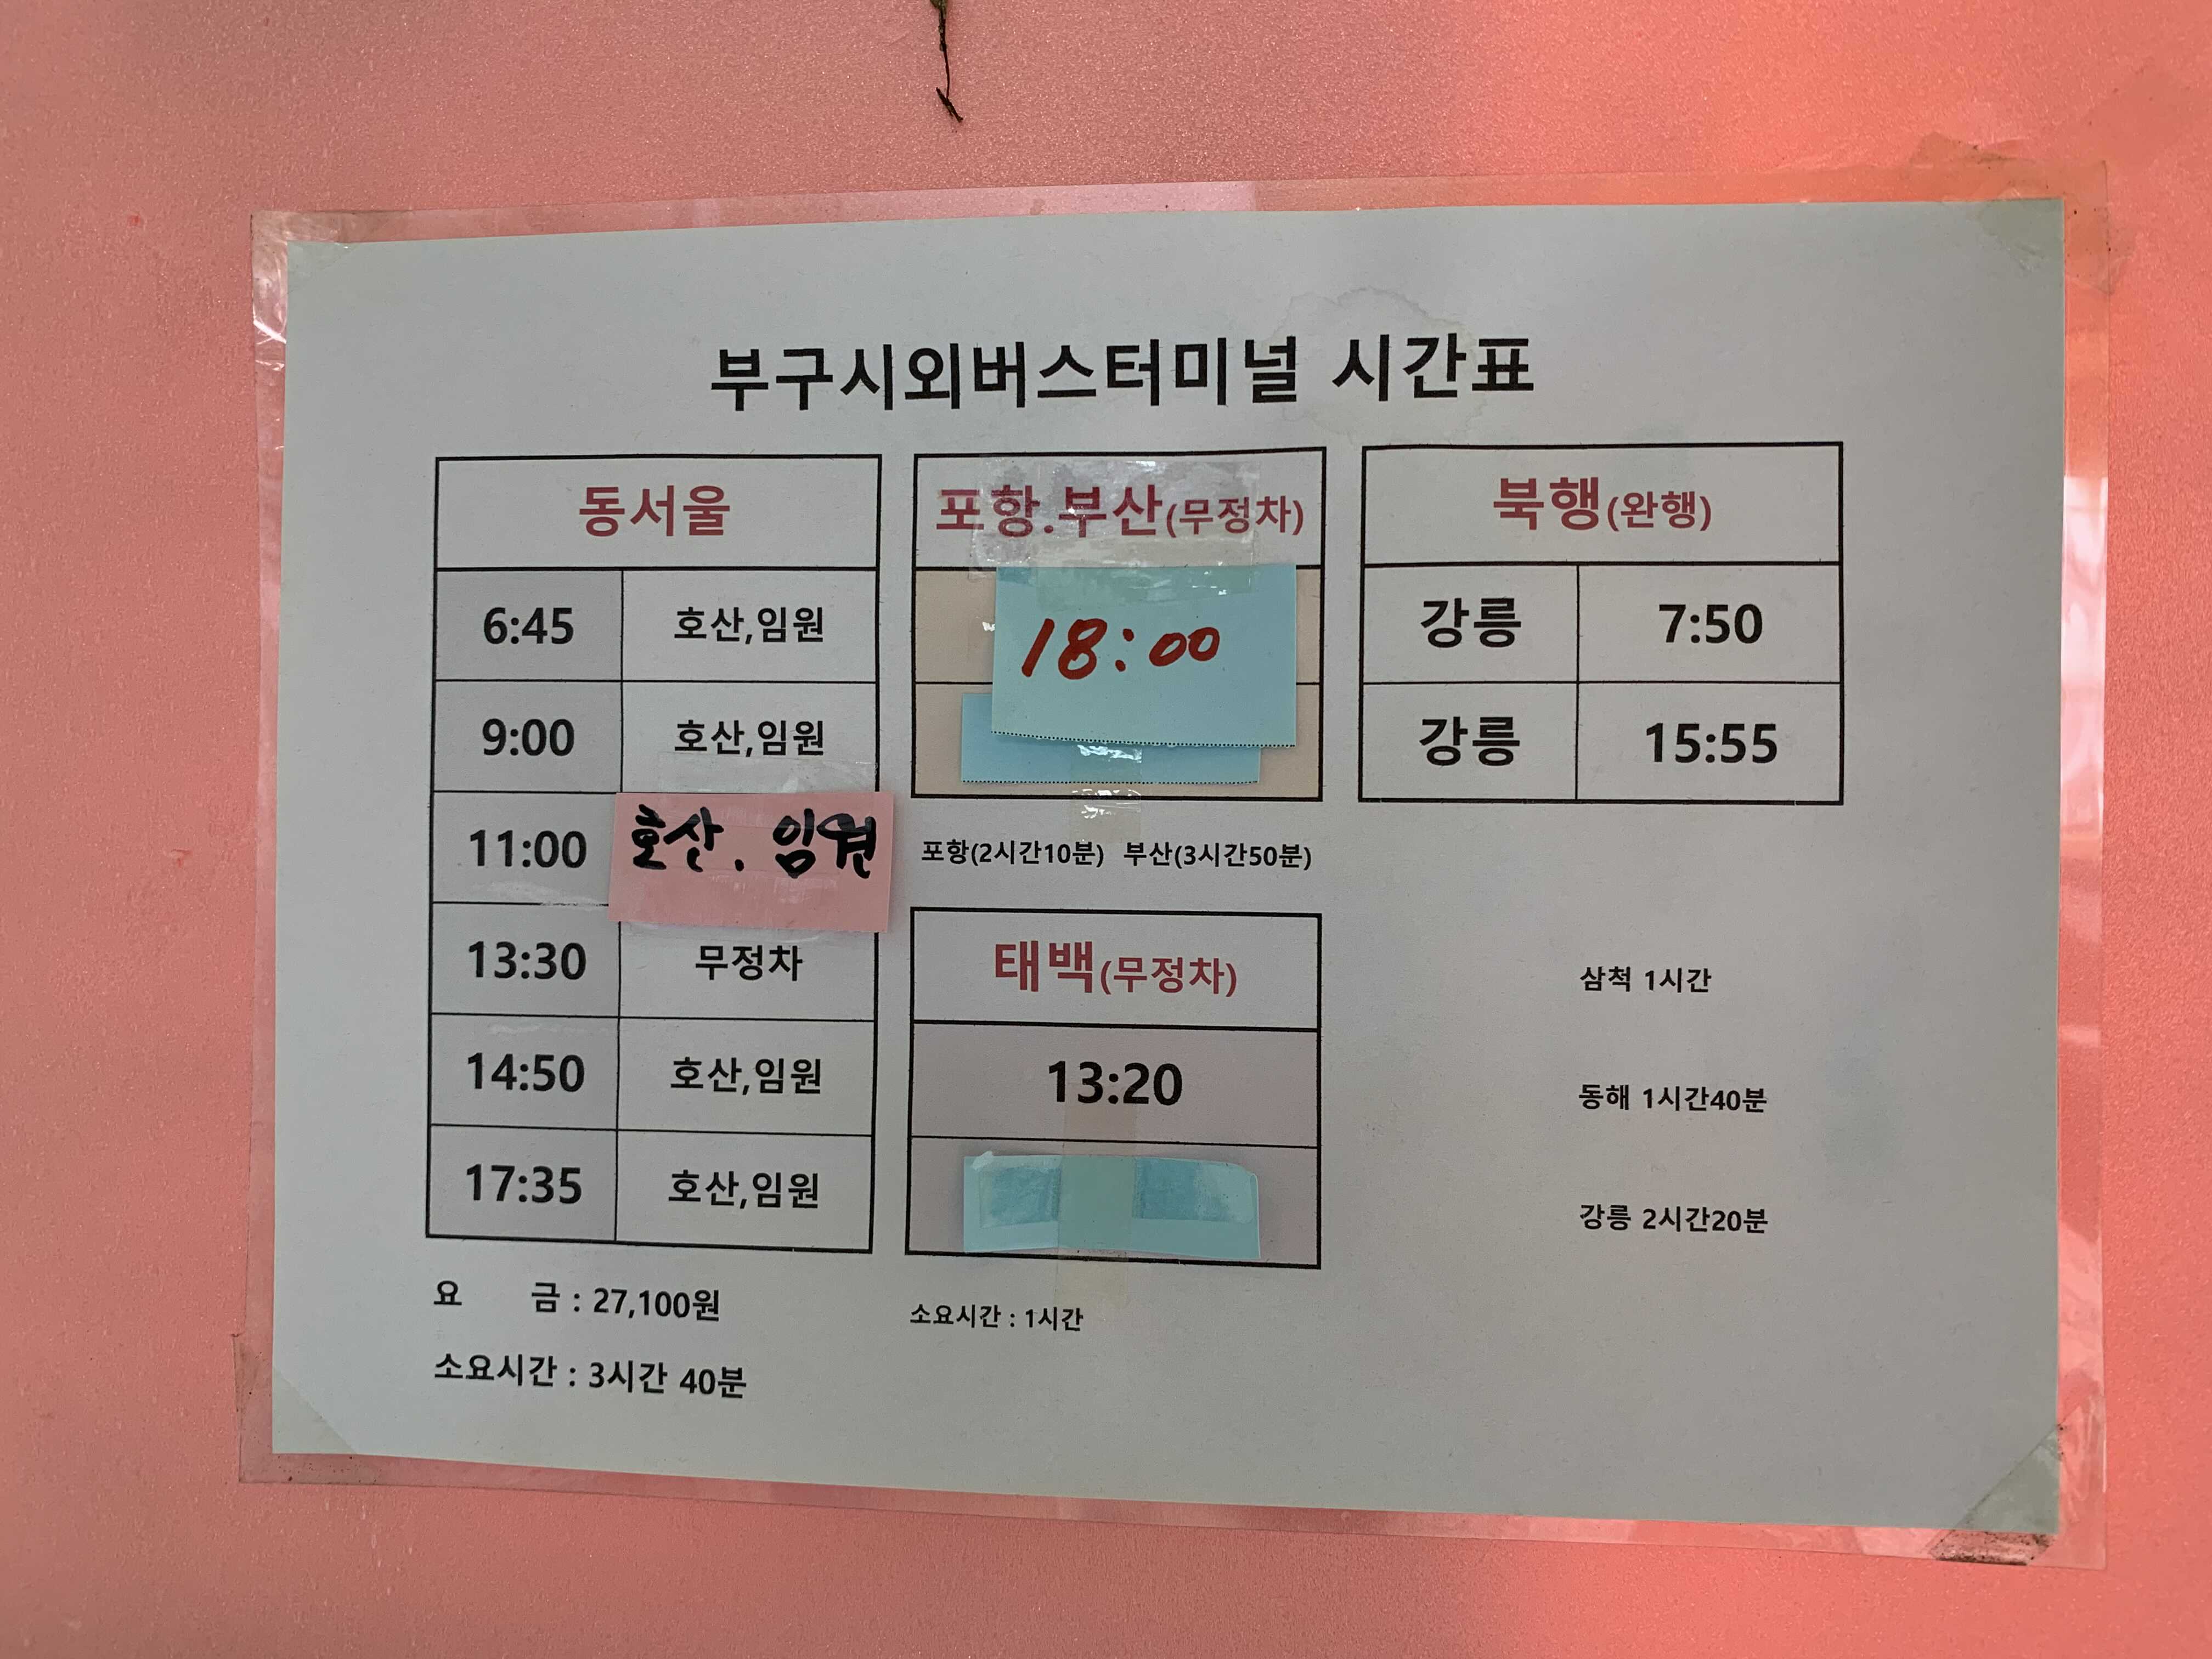 부구시외버스터미널 시간표
동서울
6:45 호산,임원
9:00 호산,임원
11:00 호산. 임원
13:30 무정차
14:50 호산,임원
17:35 호산,임원
요 금 : 27,100원
소요시간 : 3시간 40분
포항.부산(무정차)
18:00
포항(2시간10분) 부산(3시간50분)
태백(무정차)
13:20
소요시간 : 1시간
북행(완행)
강릉 7:50
강릉 15:55
삼척 1시간
동해 1시간40분
강릉 2시간20분